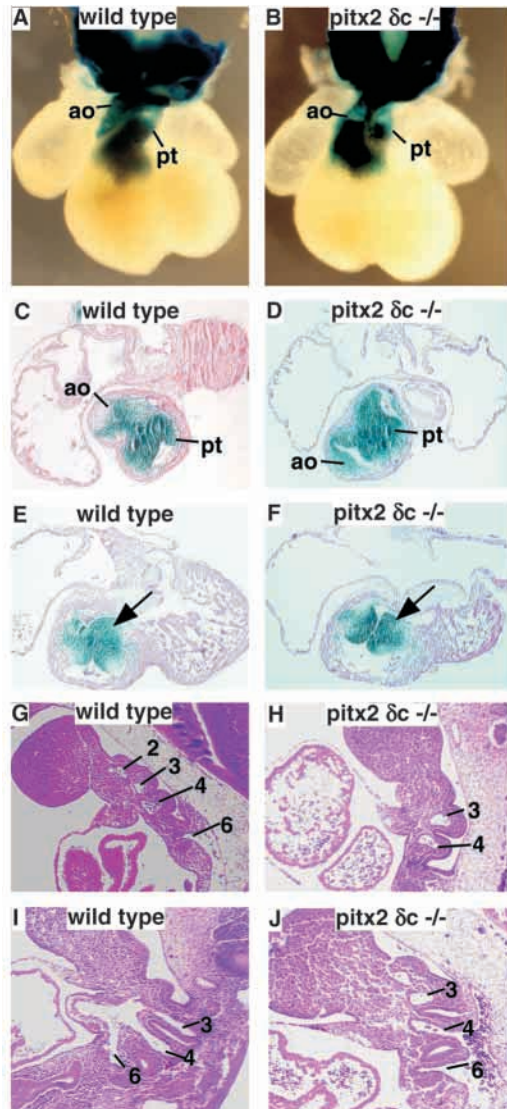 A wild type
ao
pt
B pitx2 δc -/-
ao
pt
C wild type
ao
pt
D pitx2 δc -/-
ao
pt
E wild type
F pitx2 δc -/-
G wild type
2
3
4
6
H pitx2 δc -/-
3
4
I wild type
3
4
6
J pitx2 δc -/-
3
4
6